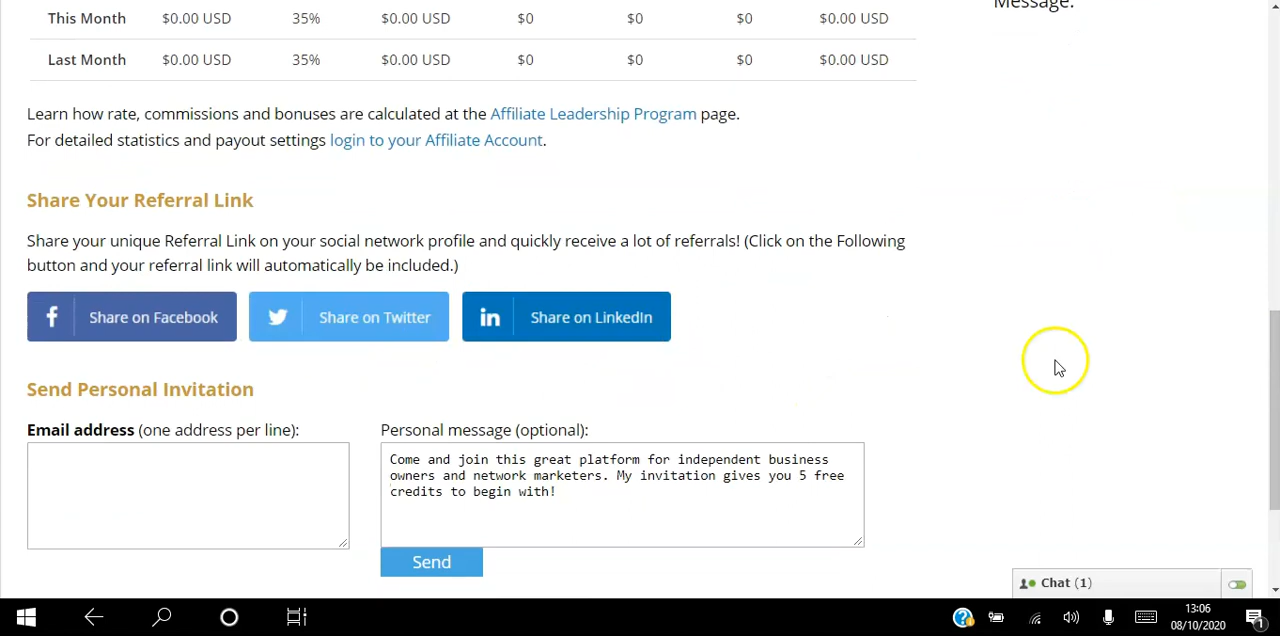 Message.
This Month $0.00 USD 35% $0.00 USD $0 $0 $0 $0.00 USD
Last Month $0.00 USD 35% $0.00 USD $0 $0 $0 $0.00 USD
Learn how rate, commissions and bonuses are calculated at the Affiliate Leadership Program page.
For detailed statistics and payout settings login to your Affiliate Account.
Share Your Referral Link
Share your unique Referral Link on your social network profile and quickly receive a lot of referrals! (Click on the Following
button and your referral link will automatically be included.)
Share on Facebook Share on Twitter Share on LinkedIn
Send Personal Invitation
Email address (one address per line): Personal message (optional):
Come and join this great platform for independent business
owners and network marketers. My invitation gives you 5 free
credits to begin with!
Send
Chat (1)
13:06
08/10/2020
1